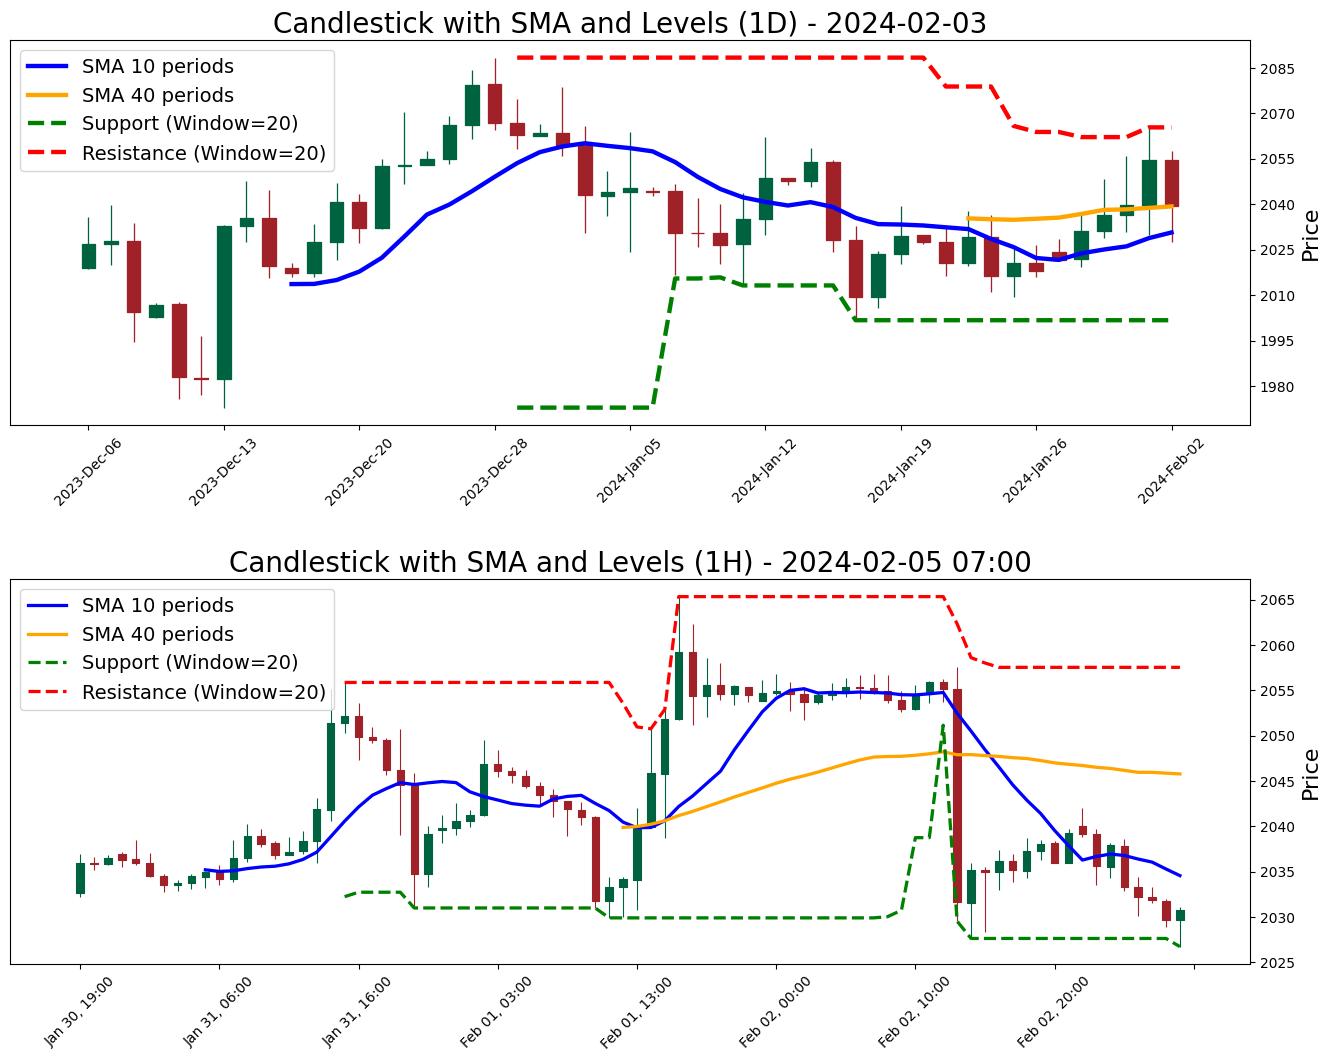 Candlestick with SMA and Levels (1D) - 2024-02-03
SMA 10 periods
SMA 40 periods
Support (Window=20)
Resistance (Window=20)
2085
2070
2055
2040
2025
2010
1995
1980
Price
2023-Dec-06
2023-Dec-13
2023-Dec-20
2023-Dec-28
2024-Jan-05
2024-Jan-12
2024-Jan-19
2024-Jan-26
2024-Feb-02
Candlestick with SMA and Levels (1H) - 2024-02-05 07:00
SMA 10 periods
SMA 40 periods
Support (Window=20)
Resistance (Window=20)
2065
2060
2055
2050
2045
2040
2035
2030
2025
Price
Jan 30, 19:00
Jan 31, 06:00
Jan 31, 16:00
Feb 01, 03:00
Feb 01, 13:00
Feb 02, 00:00
Feb 02, 10:00
Feb 02, 20:00